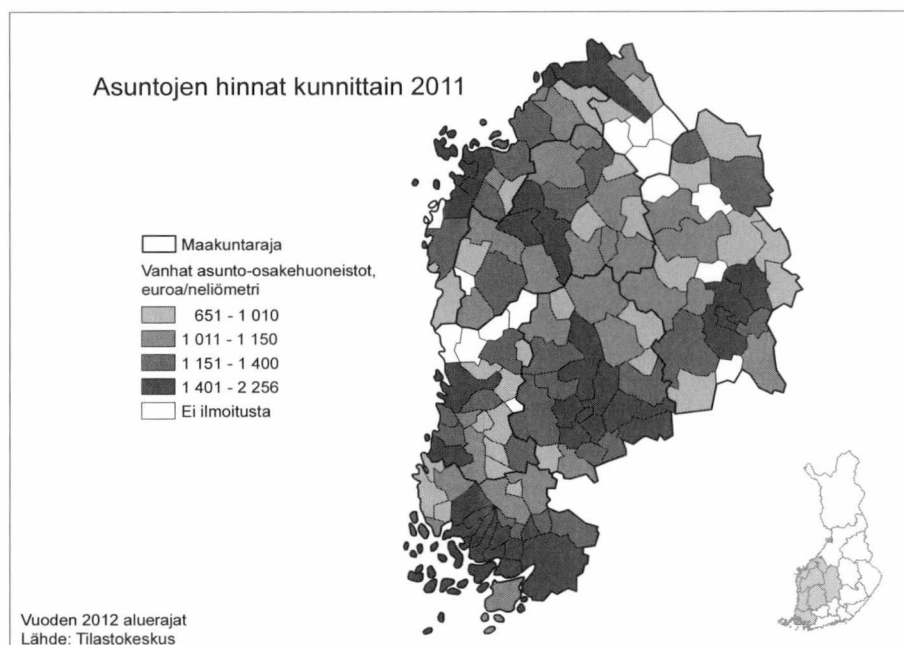 Asuntojen hinnat kunnittain 2011
Maakuntaraja
Vanhat asunto-osakehuoneistot,
euroa/neliömetri
651 - 1 010
1 011 - 1 150
1 151 - 1 400
1 401 - 2 256
Ei ilmoitusta
Vuoden 2012 aluerajat
Lähde: Tilastokeskus